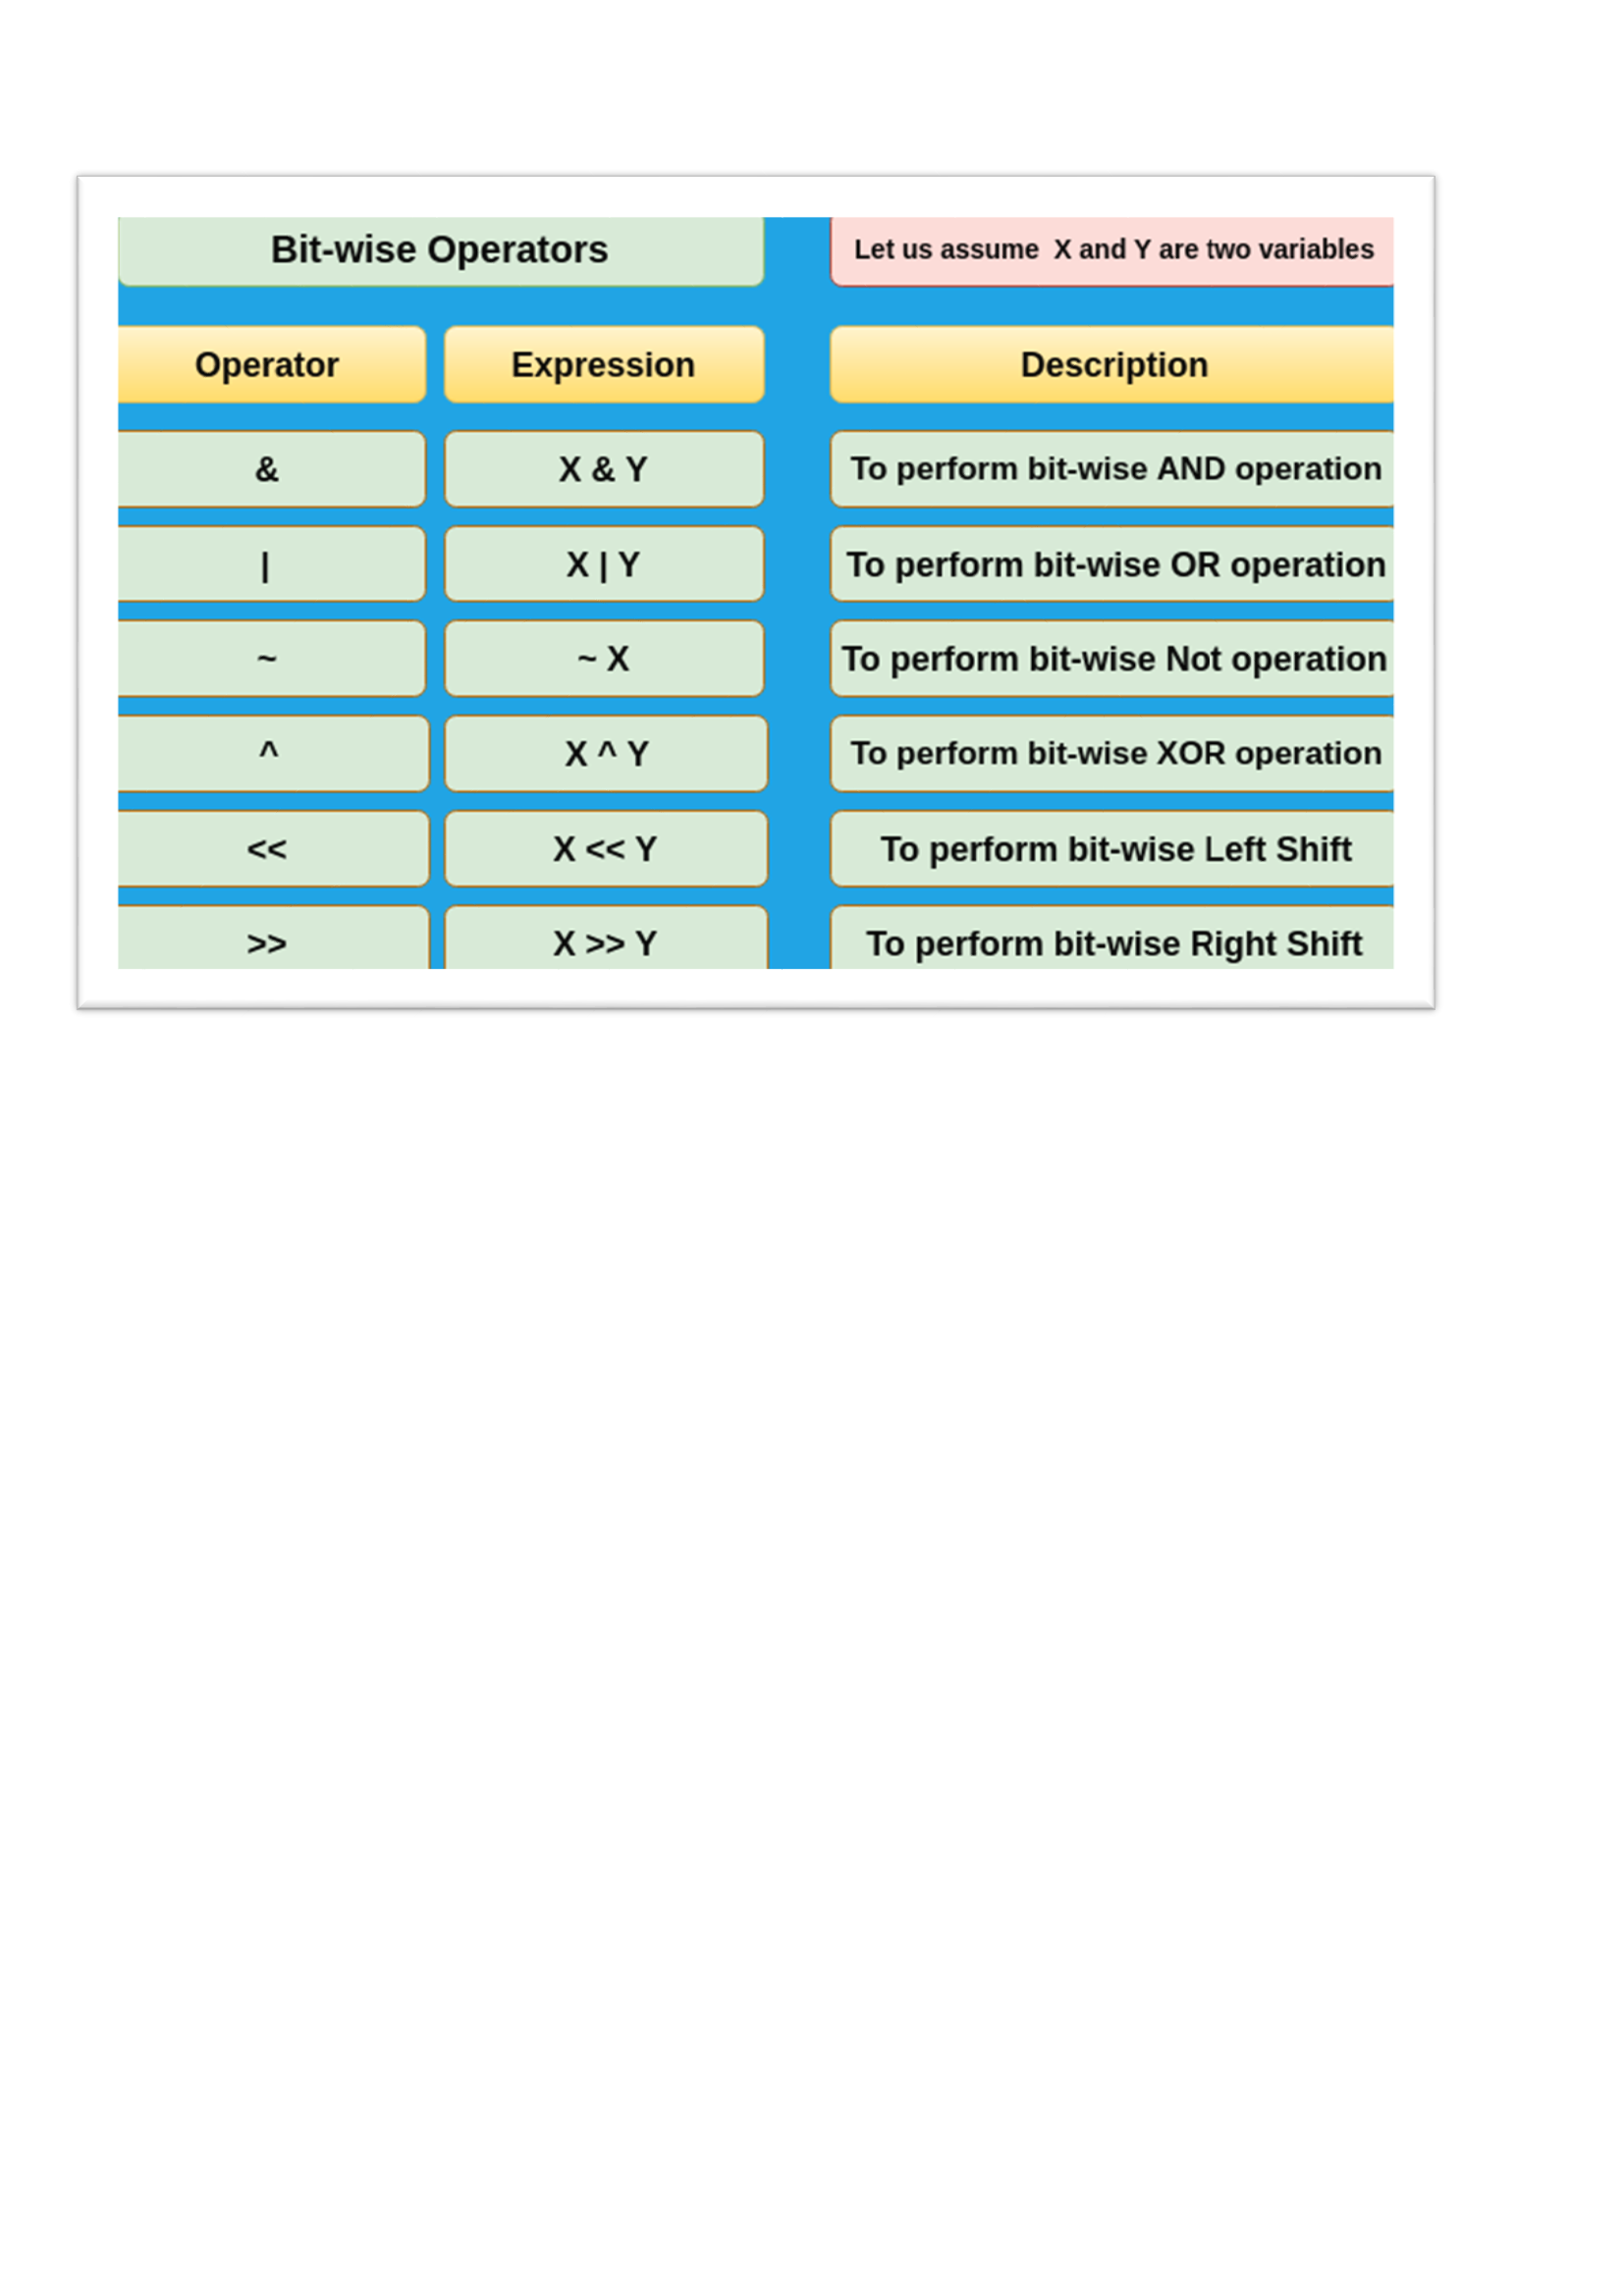 Bit-wise Operators Let us assume X and Y are two variables
Operator Expression Description
& X & Y To perform bit-wise AND operation
| X | Y To perform bit-wise OR operation
~ ~ X To perform bit-wise Not operation
^ X ^ Y To perform bit-wise XOR operation
<< X << Y To perform bit-wise Left Shift
>> X >> Y To perform bit-wise Right Shift